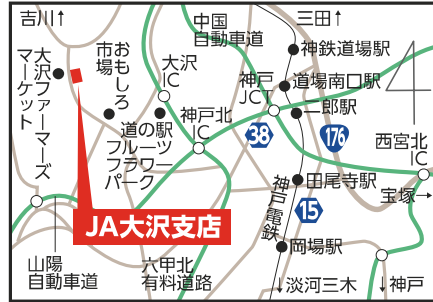 吉川↑
中国
自動車道
三田↑
大沢ファーマーズ
マーケット
おもしろ
市場
大沢
IC
神鉄道場駅
神戸
JCT
道場南口駅
二郎駅
道の駅
フルーツ
フラワー
パーク
神戸北
IC
38
176
西宮北
IC
田尾寺駅
宝塚→
神戸電鉄
15
JA大沢支店
岡場駅
山陽
自動車道
六甲北
有料道路
↓淡河三木
↓神戸